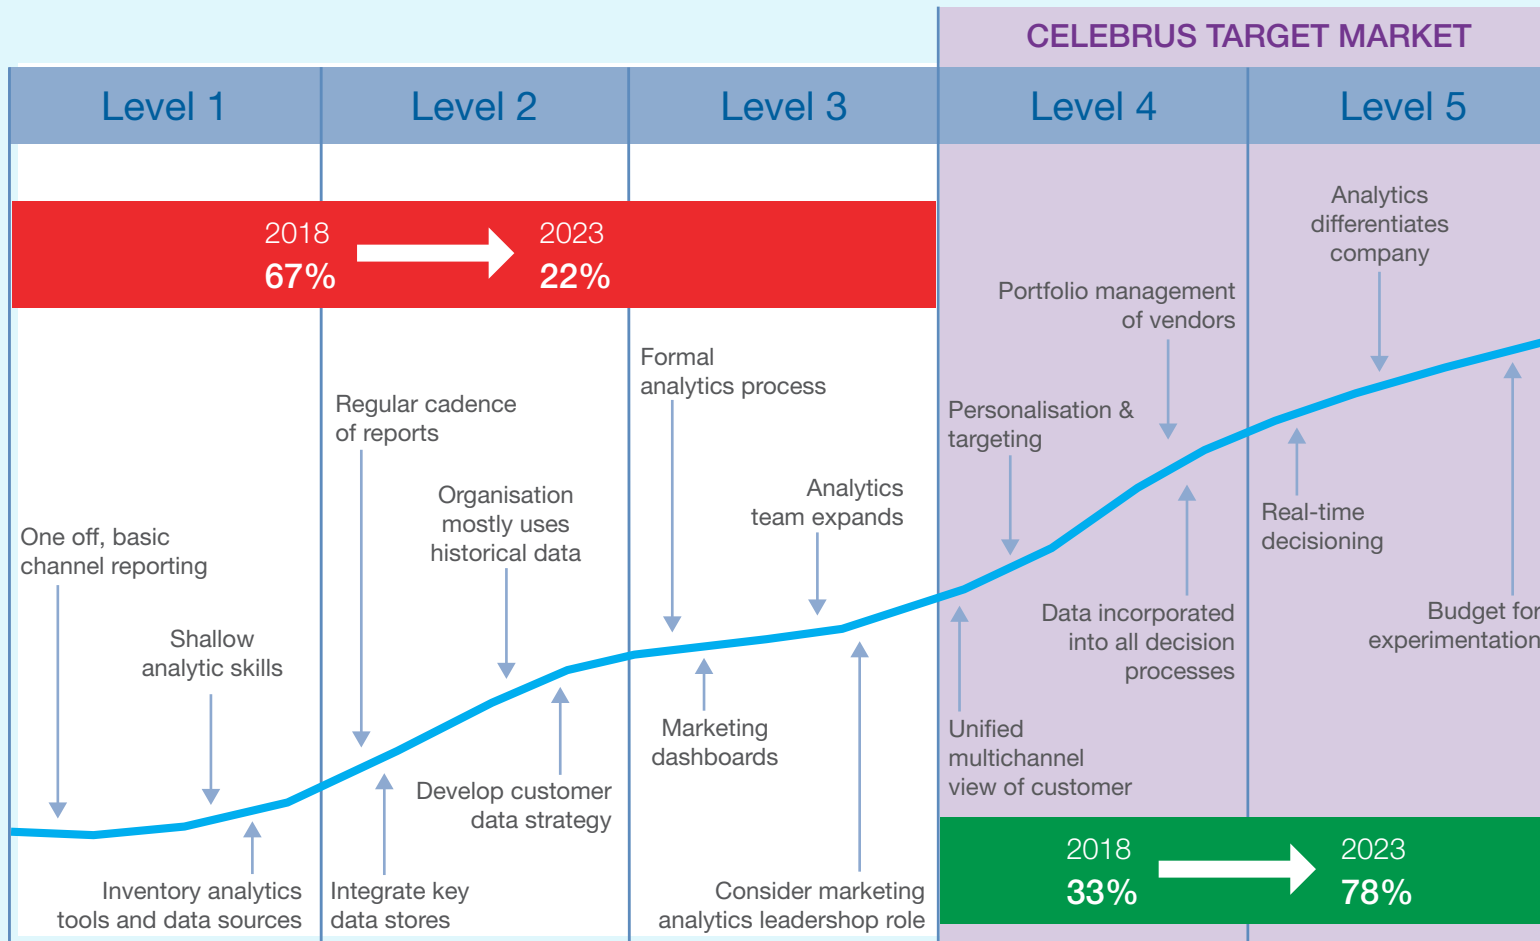 CELEBRUS TARGET MARKET
Level 1
Level 2
Level 3
Level 4
Level 5
2018
67%
2023
22%
One off, basic
channel reporting
Shallow
analytic skills
Inventory analytics
tools and data sources
Regular cadence
of reports
Organisation
mostly uses
historical data
Integrate key
data stores
Develop customer
data strategy
Formal
analytics process
Analytics
team expands
Marketing
dashboards
Consider marketing
analytics leadershop role
Personalisation &
targeting
Portfolio management
of vendors
Unified
multichannel
view of customer
Data incorporated
into all decision
processes
Analytics
differentiates
company
Real-time
decisioning
Budget for
experimentation
2018
33%
2023
78%